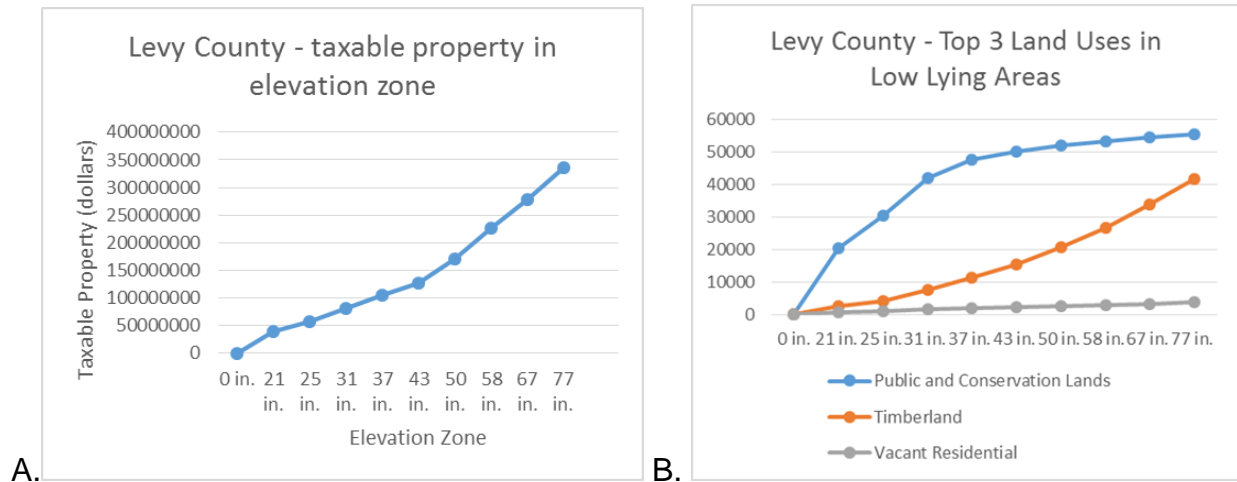 Levy County - taxable property in
elevation zone
Taxable Property (dollars)
400000000
350000000
300000000
250000000
200000000
150000000
100000000
50000000
0
0 in. 21 25 31 37 43 50 58 67 77
in. in. in. in. in. in. in. in. in.
Elevation Zone
A.
Levy County - Top 3 Land Uses in
Low Lying Areas
60000
50000
40000
30000
20000
10000
0
0 in. 21 in. 25 in. 31 in. 37 in. 43 in. 50 in. 58 in. 67 in. 77 in.
Public and Conservation Lands
Timberland
Vacant Residential
B.